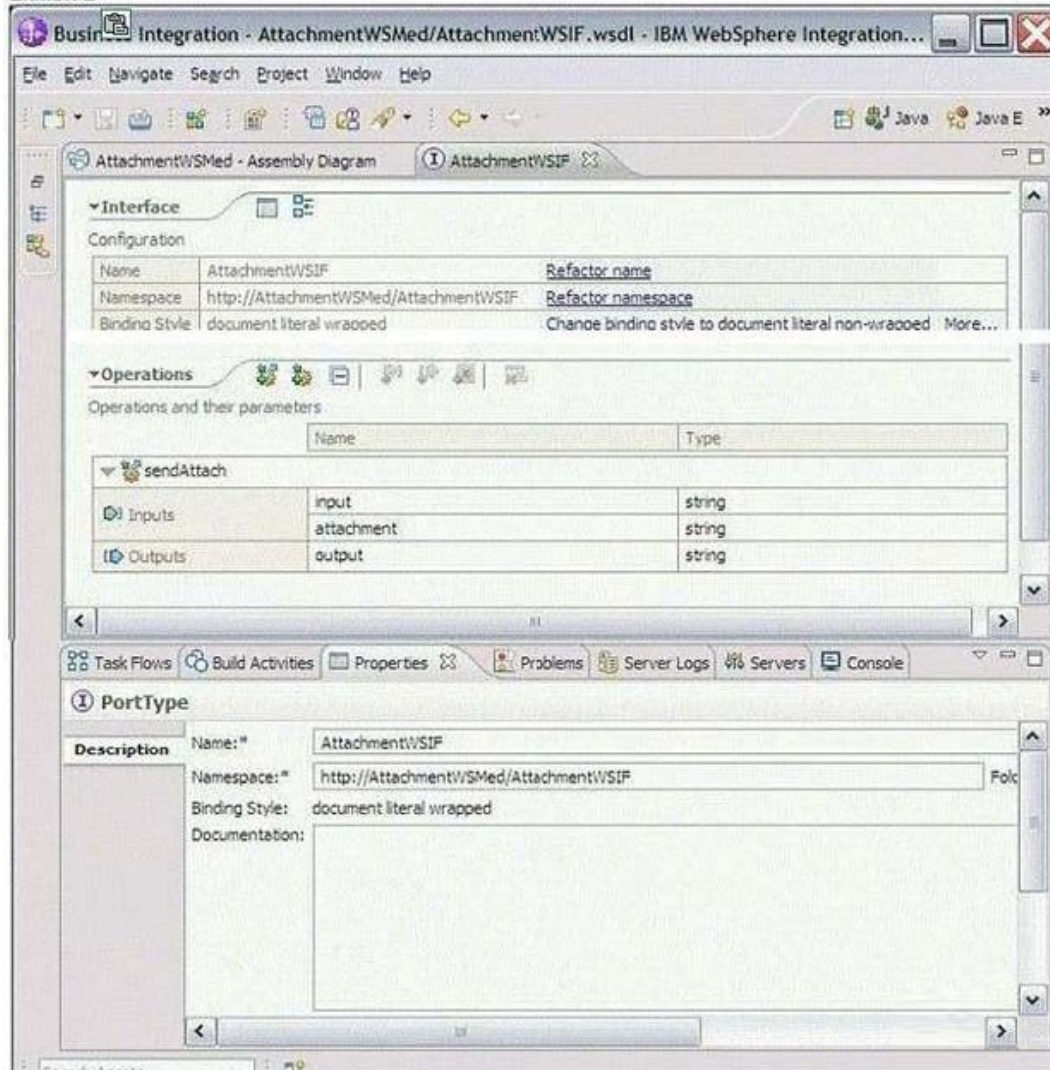 Business Integration - AttachmentWSMed/AttachmentWSIF.wsdl - IBM WebSphere Integration...
File Edit Navigate Search Project Window Help
Java Java E »
AttachmentWSMed - Assembly Diagram AttachmentWSIF
Interface
Configuration
Name AttachmentWSIF Refactor name
Namespace http://AttachmentWSMed/AttachmentWSIF Refactor namespace
Binding Style document literal wrapped Change binding style to document literal non-wrapped More...
Operations
Operations and their parameters
Name Type
sendAttach
Inputs input string
attachment string
Outputs output string
Task Flows Build Activities Properties Problems Server Logs Servers Console
PortType
Description Name:* AttachmentWSIF
Namespace:* http://AttachmentWSMed/AttachmentWSIF Fold
Binding Style: document literal wrapped
Documentation: